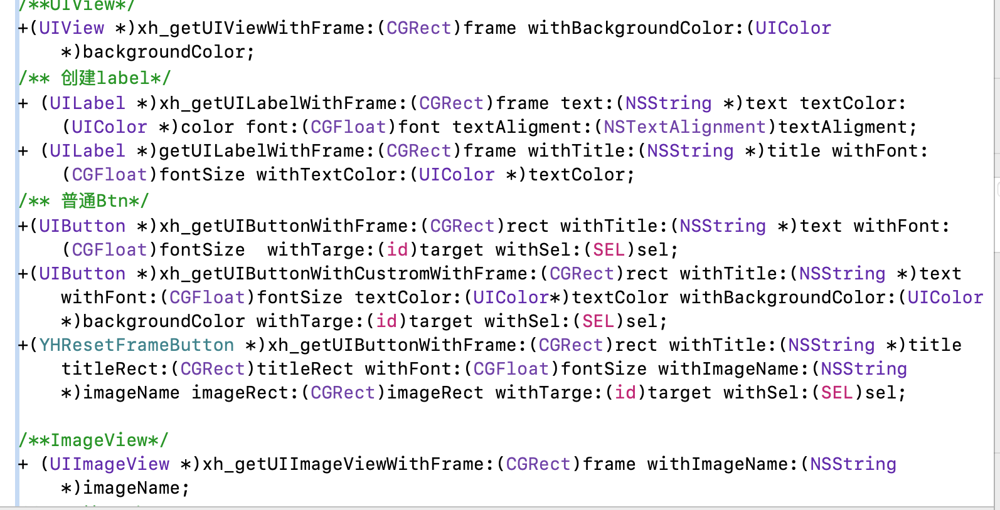 /**UIView*/
+(UIView *)xh_getUIViewWithFrame:(CGRect)frame withBackgroundColor:(UIColor
*)backgroundColor;
/** 创建label*/
+ (UILabel *)xh_getUILabelWithFrame:(CGRect)frame text:(NSString *)text textColor:
(UIColor *)color font:(CGFloat)font textAligment:(NSTextAlignment)textAligment;
+ (UILabel *)getUILabelWithFrame:(CGRect)frame withTitle:(NSString *)title withFont:
(CGFloat)fontSize withTextColor:(UIColor *)textColor;
/** 普通Btn*/
+(UIButton *)xh_getUIButtonWithFrame:(CGRect)rect withTitle:(NSString *)text withFont:
(CGFloat)fontSize  withTarge:(id)target withSel:(SEL)sel;
+(UIButton *)xh_getUIButtonWithCustromWithFrame:(CGRect)rect withTitle:(NSString *)text
withFont:(CGFloat)fontSize textColor:(UIColor*)textColor withBackgroundColor:(UIColor
*)backgroundColor withTarge:(id)target withSel:(SEL)sel;
+(YHResetFrameButton *)xh_getUIButtonWithFrame:(CGRect)rect withTitle:(NSString *)title
titleRect:(CGRect)titleRect withFont:(CGFloat)fontSize withImageName:(NSString
*)imageName imageRect:(CGRect)imageRect withTarge:(id)target withSel:(SEL)sel;
/**ImageView*/
+ (UIImageView *)xh_getUIImageViewWithFrame:(CGRect)frame withImageName:(NSString
*)imageName;